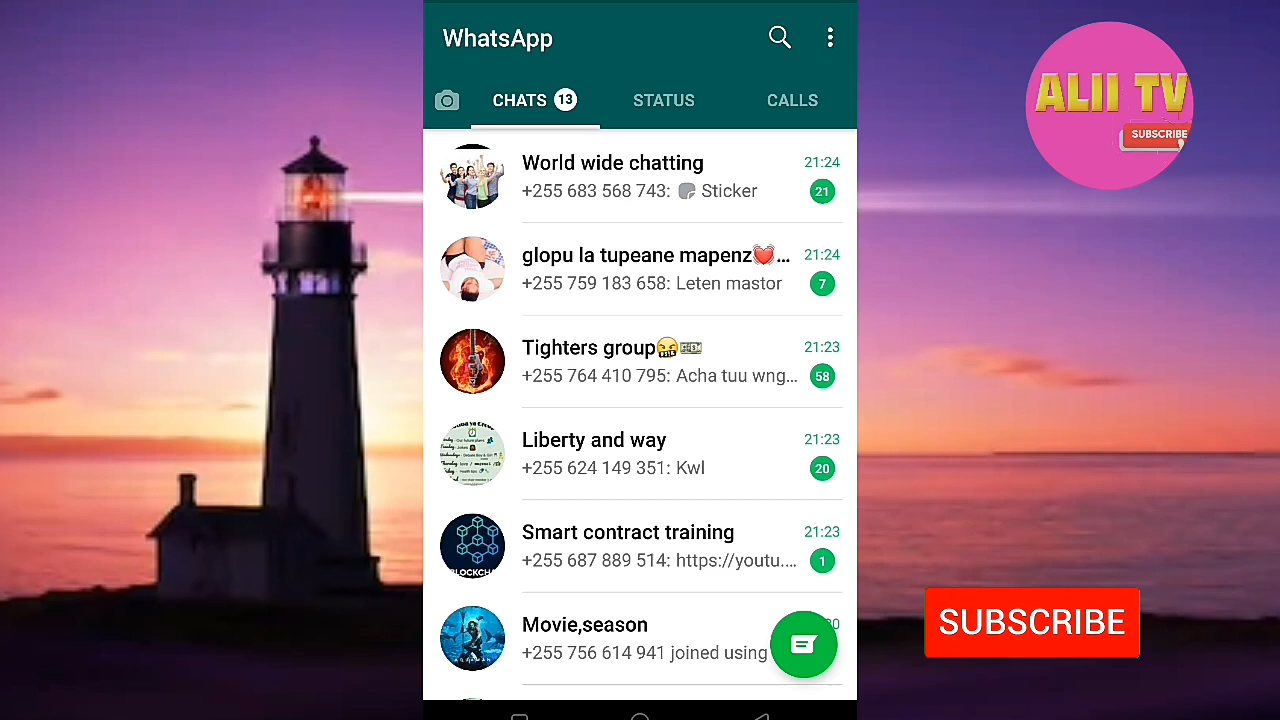 WhatsApp
CHATS 13 STATUS CALLS
World wide chatting 21:24
+255 683 568 743: Sticker 21
glopu la tupeane mapenz💓... 21:24
+255 759 183 658: Leten mastor 7
Tighters group🤬💵 21:23
+255 764 410 795: Acha tuu wng... 58
Liberty and way 21:23
+255 624 149 351: Kwl 20
Smart contract training 21:23
+255 687 889 514: https://youtu.... 1
Movie,season
+255 756 614 941 joined using
ALII TV
SUBSCRIBE
SUBSCRIBE